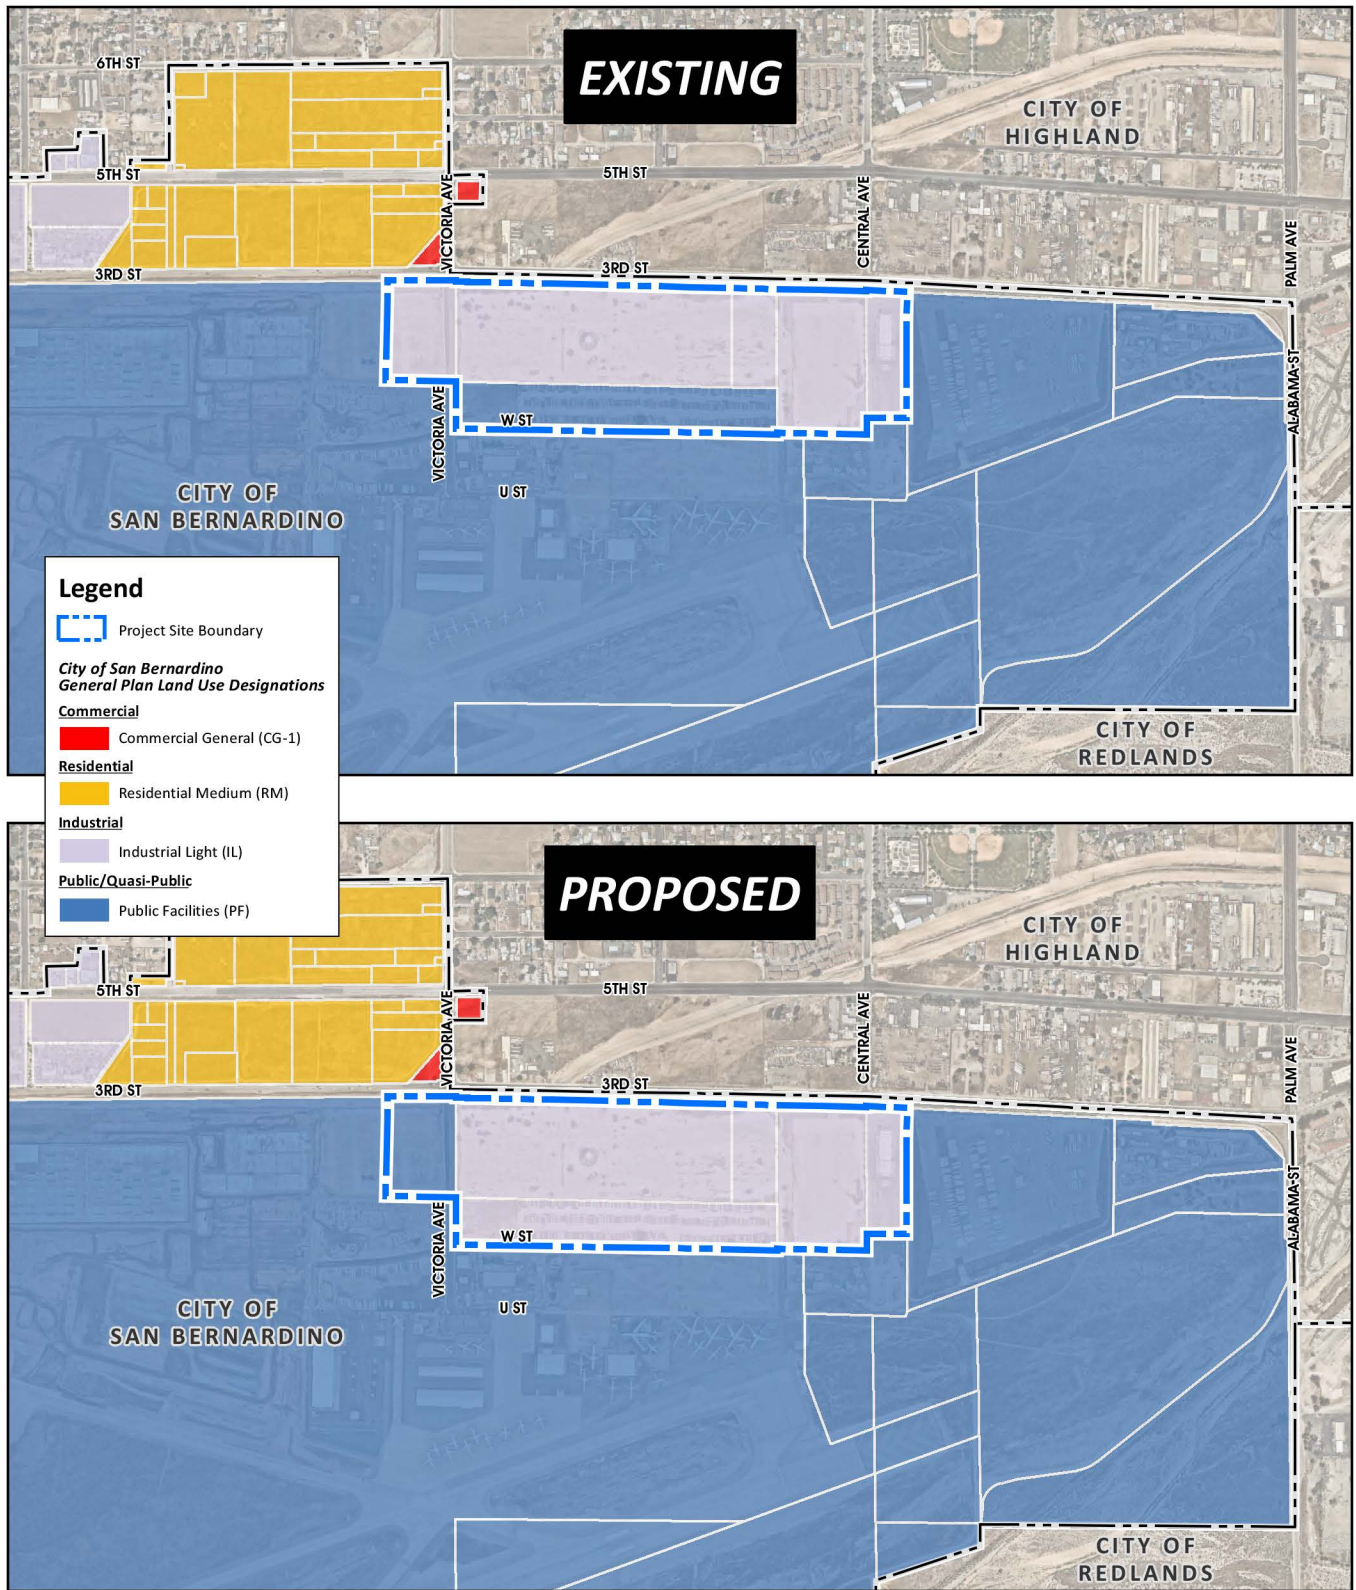 EXISTING
6TH ST
CITY OF
HIGHLAND
5TH ST
5TH ST
VICTORIA AVE
CENTRAL AVE
PALM AVE
3RD ST
3RD ST
VICTORIA AVE
W ST
ALABAMA ST
U ST
CITY OF
SAN BERNARDINO
CITY OF
REDLANDS
Legend
Project Site Boundary
City of San Bernardino
General Plan Land Use Designations
Commercial
Commercial General (CG-1)
Residential
Residential Medium (RM)
Industrial
Industrial Light (IL)
Public/Quasi-Public
Public Facilities (PF)
PROPOSED
CITY OF
HIGHLAND
5TH ST
5TH ST
VICTORIA AVE
CENTRAL AVE
PALM AVE
3RD ST
3RD ST
VICTORIA AVE
W ST
ALABAMA ST
U ST
CITY OF
SAN BERNARDINO
CITY OF
REDLANDS